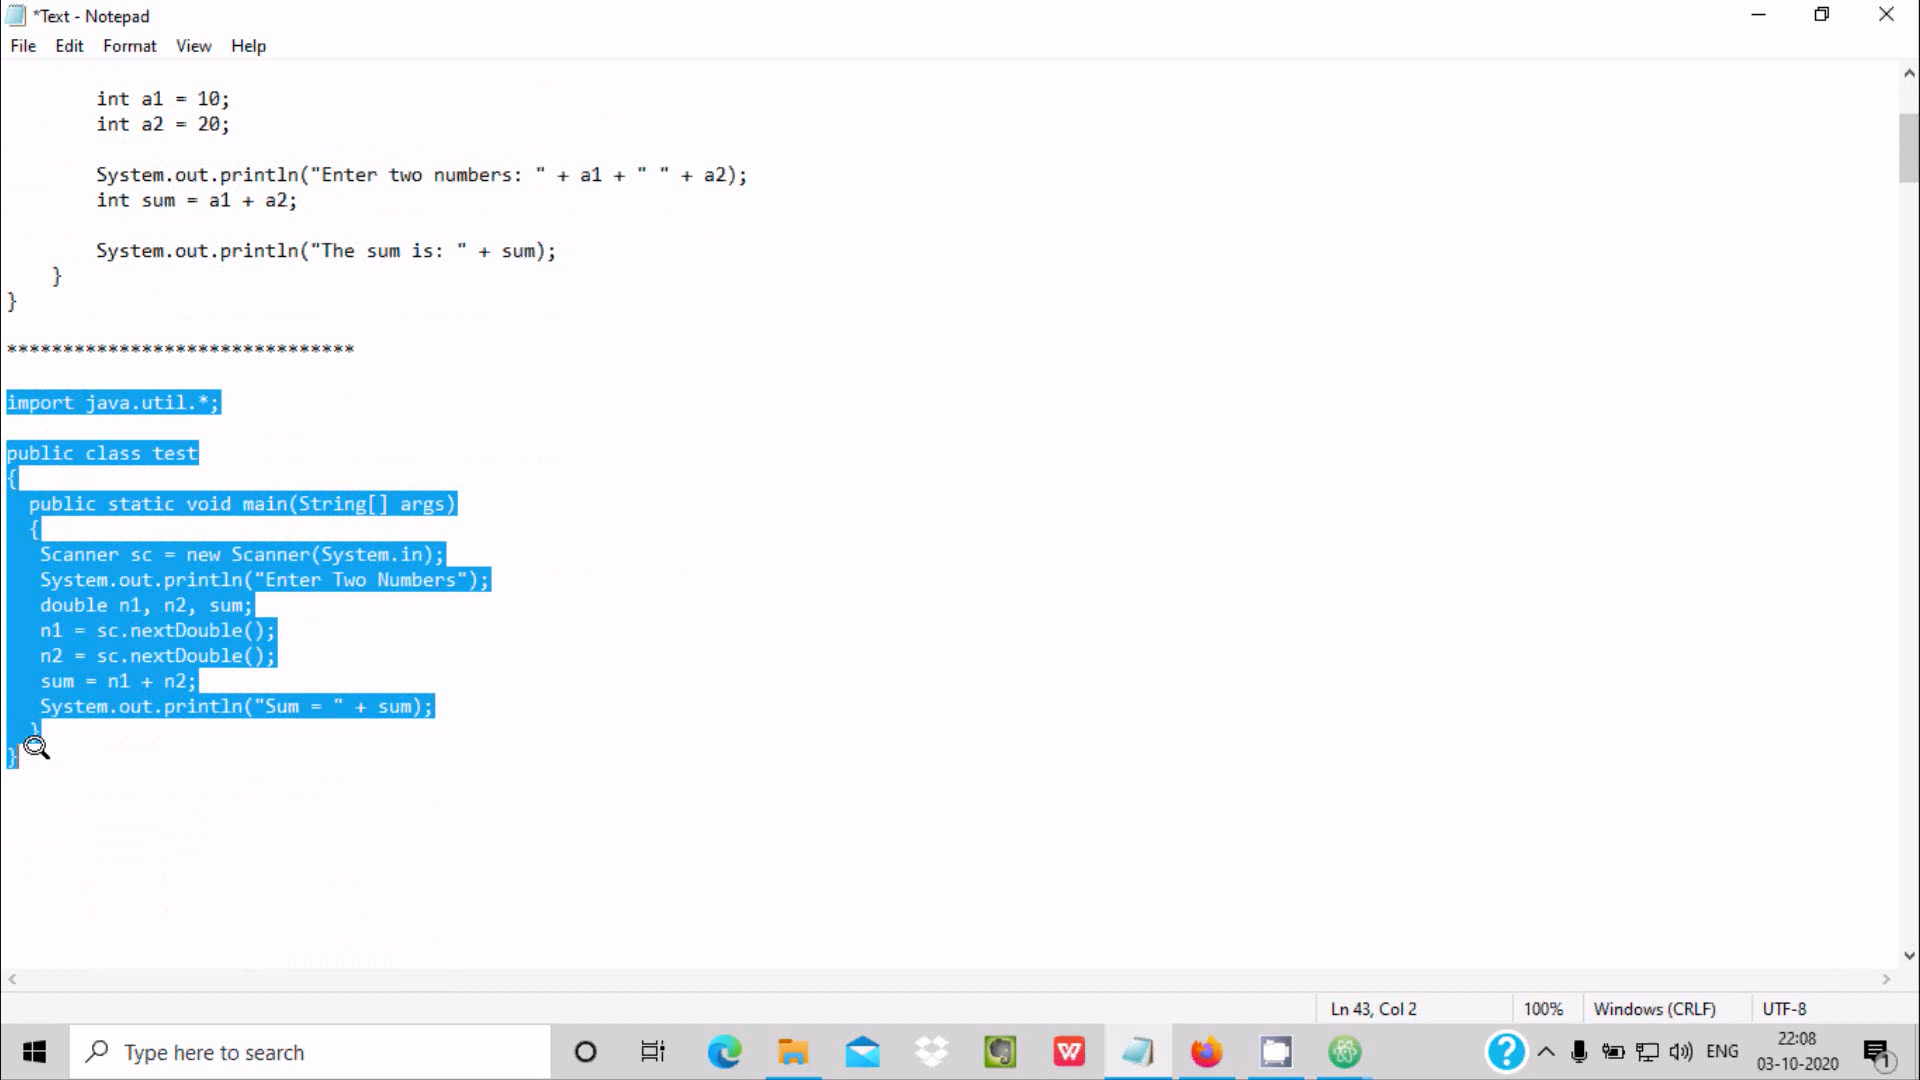 *Text - Notepad
File Edit Format View Help
int a1 = 10;
int a2 = 20;
System.out.println("Enter two numbers: " + a1 + " " + a2);
int sum = a1 + a2;
System.out.println("The sum is: " + sum);
}
}
*******************************
import java.util.*;
public class test
{
public static void main(String[] args)
{
Scanner sc = new Scanner(System.in);
System.out.println("Enter Two Numbers");
double n1, n2, sum;
n1 = sc.nextDouble();
n2 = sc.nextDouble();
sum = n1 + n2;
System.out.println("Sum = " + sum);
}
}
Ln 43, Col 2 100% Windows (CRLF) UTF-8
Type here to search
W
?
ENG
22:08
03-10-2020
1